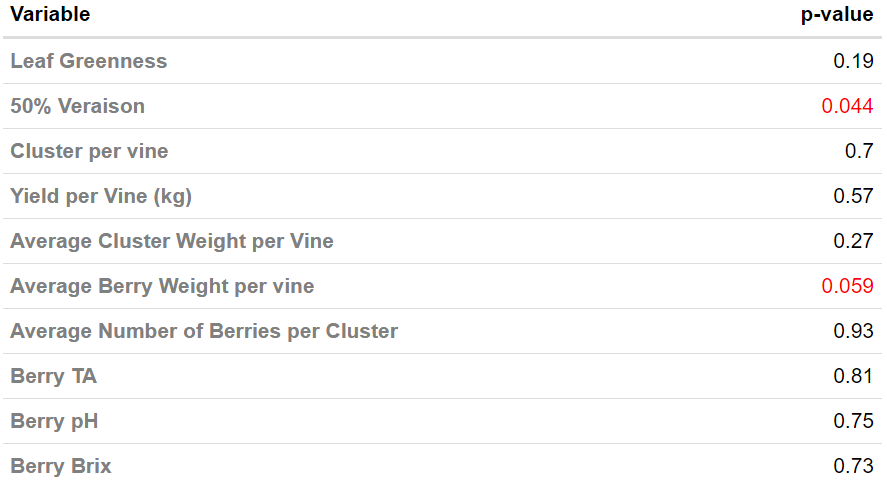 Variable p-value
Leaf Greenness 0.19
50% Veraison 0.044
Cluster per vine 0.7
Yield per Vine (kg) 0.57
Average Cluster Weight per Vine 0.27
Average Berry Weight per vine 0.059
Average Number of Berries per Cluster 0.93
Berry TA 0.81
Berry pH 0.75
Berry Brix 0.73